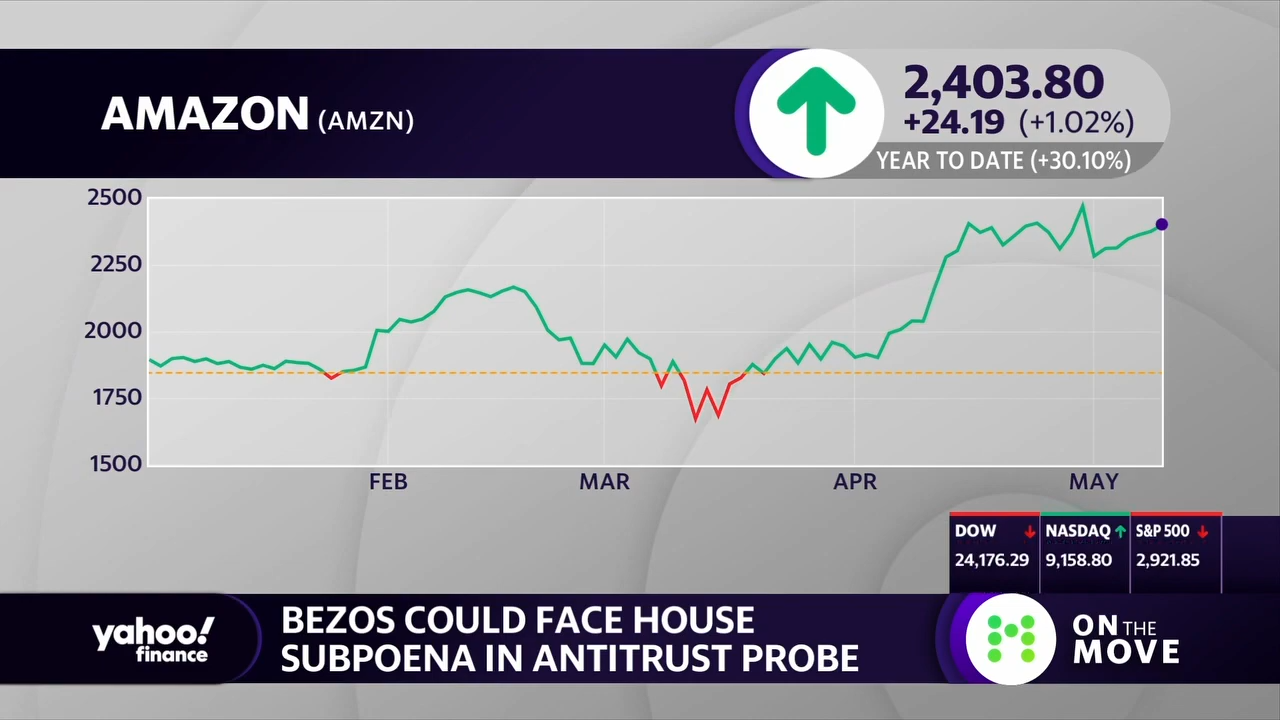 AMAZON (AMZN)
2,403.80
+24.19 (+1.02%)
YEAR TO DATE (+30.10%)
2500
2250
2000
1750
1500
FEB MAR APR MAY
DOW NASDAQ S&P 500
24,176.29 9,158.80 2,921.85
yahoo!
finance
BEZOS COULD FACE HOUSE
SUBPOENA IN ANTITRUST PROBE
ON THE
MOVE